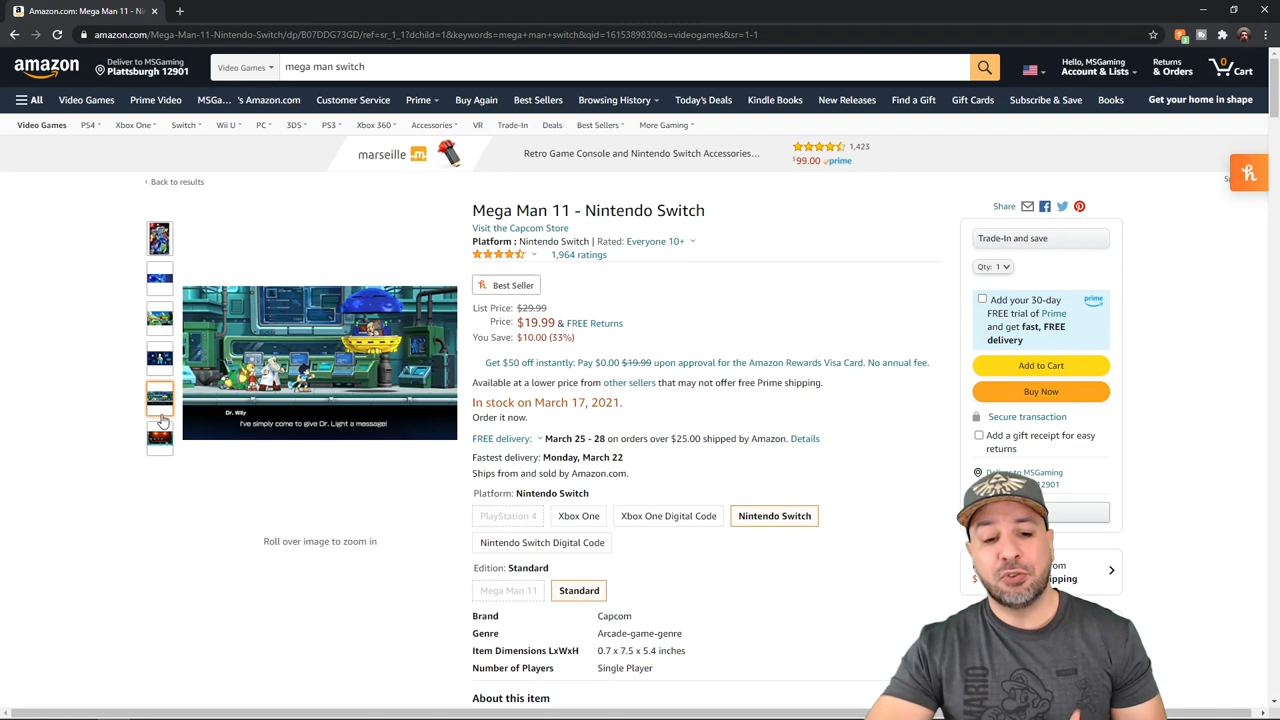 Amazon.com: Mega Man 11 - Nin
amazon.com/Mega-Man-11-Nintendo-Switch/dp/B07DDG73GD/ref=sr_1_1?dchild=1&keywords=mega+man+switch&qid=1615389830&s=videogames&sr=1-1
amazon
Deliver to MSGaming
Plattsburgh 12901
Video Games
mega man switch
Hello, MSGaming
Account & Lists
Returns
& Orders
0
Cart
All
Video Games
Prime Video
MSGa... 's Amazon.com
Customer Service
Prime
Buy Again
Best Sellers
Browsing History
Today's Deals
Kindle Books
New Releases
Find a Gift
Gift Cards
Subscribe & Save
Books
Get your home in shape
Video Games
PS4
Xbox One
Switch
Wii U
PC
3DS
PS3
Xbox 360
Accessories
VR
Trade-In
Deals
Best Sellers
More Gaming
marseille m
Retro Game Console and Nintendo Switch Accessories...
1,423
$99.00 prime
‹ Back to results
Mega Man 11 - Nintendo Switch
Visit the Capcom Store
Platform : Nintendo Switch | Rated: Everyone 10+
1,964 ratings
Best Seller
List Price: $29.99
Price: $19.99 & FREE Returns
You Save: $10.00 (33%)
Get $50 off instantly: Pay $0.00 $19.99 upon approval for the Amazon Rewards Visa Card. No annual fee.
Available at a lower price from other sellers that may not offer free Prime shipping.
In stock on March 17, 2021.
Order it now.
FREE delivery: March 25 - 28 on orders over $25.00 shipped by Amazon. Details
Fastest delivery: Monday, March 22
Ships from and sold by Amazon.com.
Platform: Nintendo Switch
PlayStation 4
Xbox One
Xbox One Digital Code
Nintendo Switch
Nintendo Switch Digital Code
Edition: Standard
Mega Man 11
Standard
Brand Capcom
Genre Arcade-game-genre
Item Dimensions LxWxH 0.7 x 7.5 x 5.4 inches
Number of Players Single Player
About this item
Dr. Wily
I've simply come to give Dr. Light a message!
Roll over image to zoom in
Share
Trade-In and save
Qty: 1
Add your 30-day
FREE trial of Prime
and get fast, FREE
delivery
prime
Add to Cart
Buy Now
Secure transaction
Add a gift receipt for easy
returns
Deliver to MSGaming
12901
MARIO